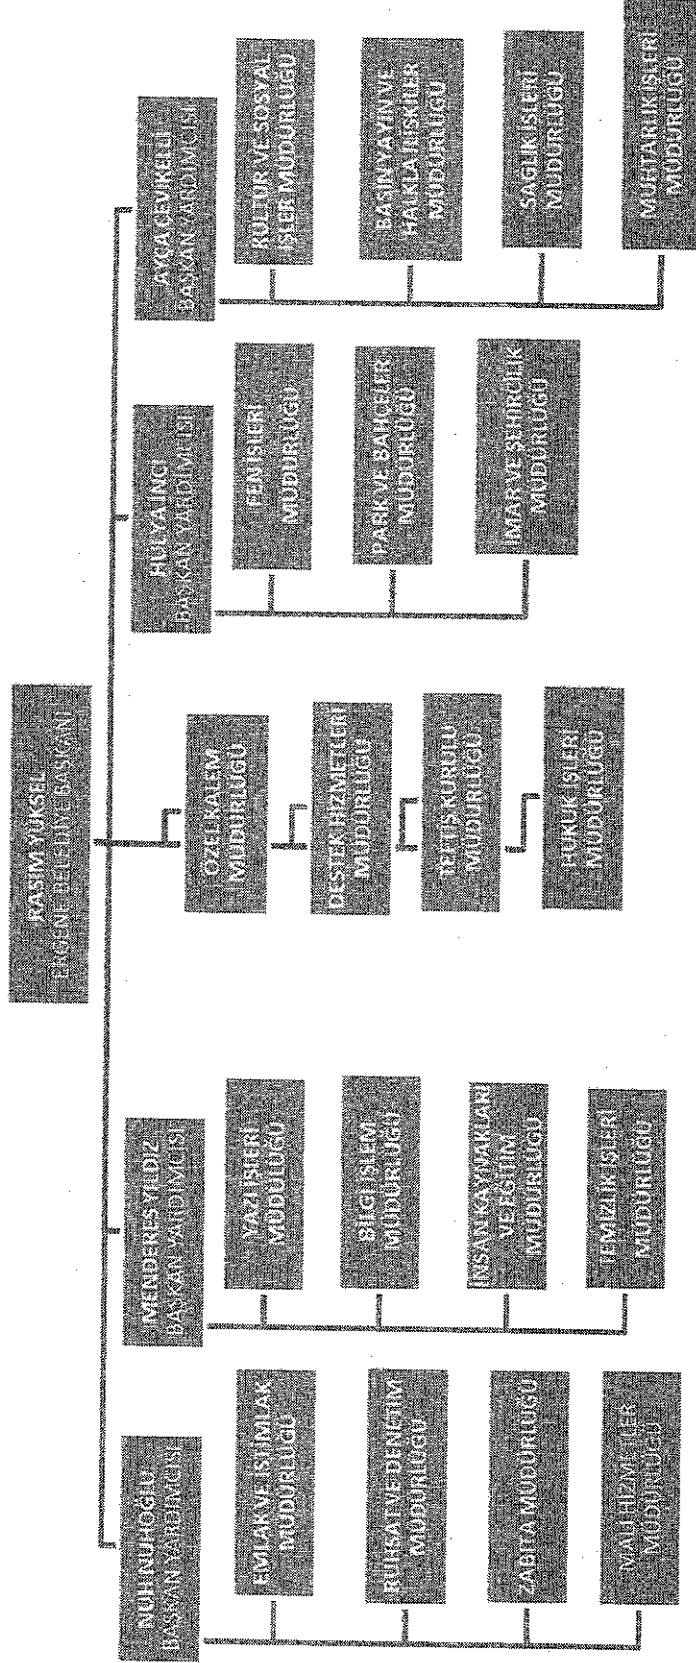 RASİM YÜKSEL
ERGENE BELEDİYE BAŞKANI
NUH NUHOĞLU
BAŞKAN YARDIMCISI
EMLAK VE İSTİMLAK
MÜDÜRLÜĞÜ
RUHSAT VE DENETİM
MÜDÜRLÜĞÜ
ZABITA MÜDÜRLÜĞÜ
MALİ HİZMETLER
MÜDÜRLÜĞÜ
MENDERES YILDIZ
BAŞKAN YARDIMCISI
YAZI İŞLERİ
MÜDÜLÜĞÜ
BİLGİ İŞLEM
MÜDÜRLÜĞÜ
İNSAN KAYNAKLARI
VE EĞİTİM
MÜDÜRLÜĞÜ
TEMİZLİK İŞLERİ
MÜDÜRLÜĞÜ
ÖZEL KALEM
MÜDÜRLÜĞÜ
DESTEK HİZMETLERİ
MÜDÜRLÜĞÜ
TEFTİŞ KURULU
MÜDÜRLÜĞÜ
HUKUK İŞLERİ
MÜDÜRLÜĞÜ
HÜLYA İNCİ
BAŞKAN YARDIMCISI
FEN İŞLERİ
MÜDÜRLÜĞÜ
PARK VE BAHÇELER
MÜDÜRLÜĞÜ
İMAR VE ŞEHİRCİLİK
MÜDÜRLÜĞÜ
AYÇA ÇEVİKELLİ
BAŞKAN YARDIMCISI
KÜLTÜR VE SOSYAL
İŞLER MÜDÜRLÜĞÜ
BASIN YAYIN VE
HALKLA İLİŞKİLER
MÜDÜRLÜĞÜ
SAĞLIK İŞLERİ
MÜDÜRLÜĞÜ
MUHTARLIK İŞLERİ
MÜDÜRLÜĞÜ